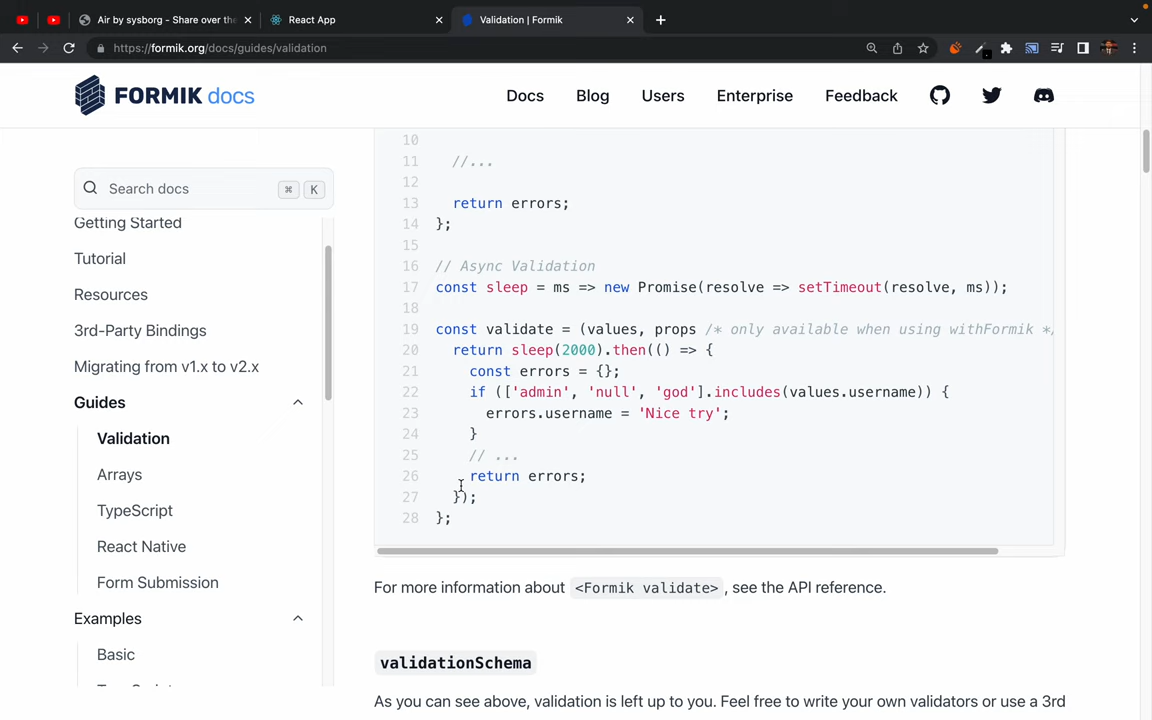 Air by sysborg - Share over the
React App
Validation | Formik
https://formik.org/docs/guides/validation
FORMIK docs
Docs
Blog
Users
Enterprise
Feedback
Search docs
⌘
K
Getting Started
Tutorial
Resources
3rd-Party Bindings
Migrating from v1.x to v2.x
Guides
Validation
Arrays
TypeScript
React Native
Form Submission
Examples
Basic
10
11 //...
12
13 return errors;
14 };
15
16 // Async Validation
17 const sleep = ms => new Promise(resolve => setTimeout(resolve, ms));
18
19 const validate = (values, props /* only available when using withFormik */
20 return sleep(2000).then(() => {
21 const errors = {};
22 if (['admin', 'null', 'god'].includes(values.username)) {
23 errors.username = 'Nice try';
24 }
25 // ...
26 return errors;
27 });
28 };
For more information about <Formik validate>, see the API reference.
validationSchema
As you can see above, validation is left up to you. Feel free to write your own validators or use a 3rd